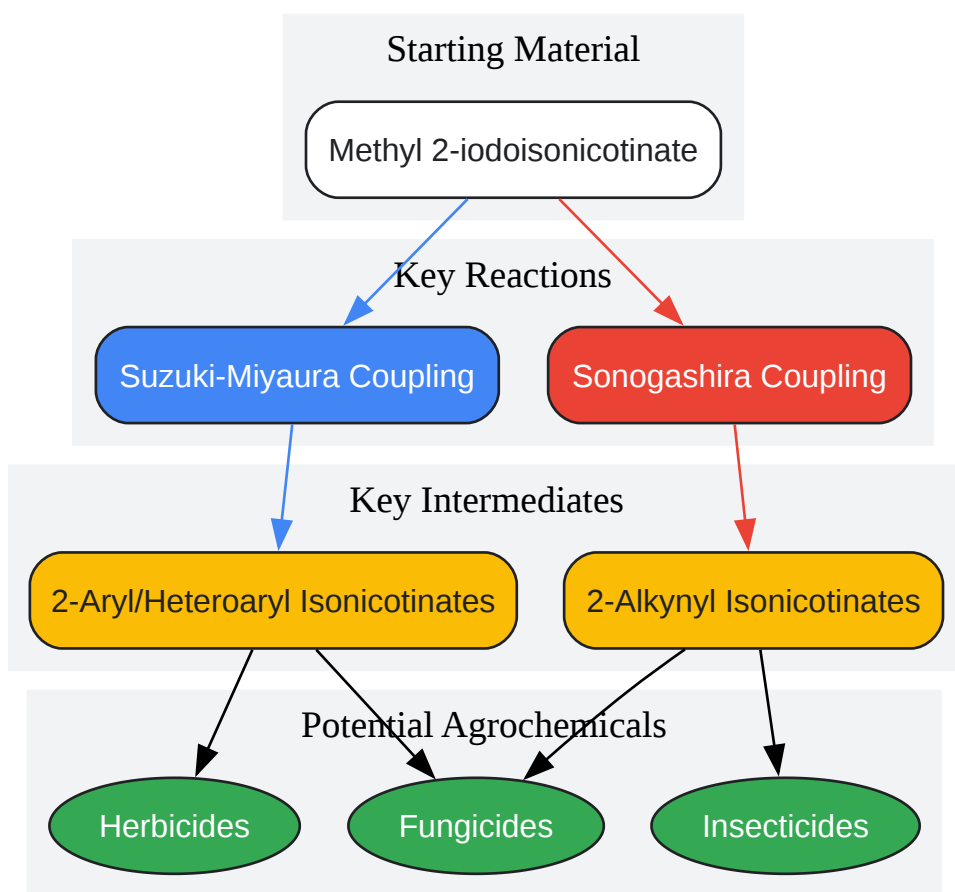 Starting Material
Methyl 2-iodoisonicotinate
Key Reactions
Suzuki-Miyaura Coupling
Sonogashira Coupling
Key Intermediates
2-Aryl/Heteroaryl Isonicotinates
2-Alkynyl Isonicotinates
Potential Agrochemicals
Herbicides
Fungicides
Insecticides